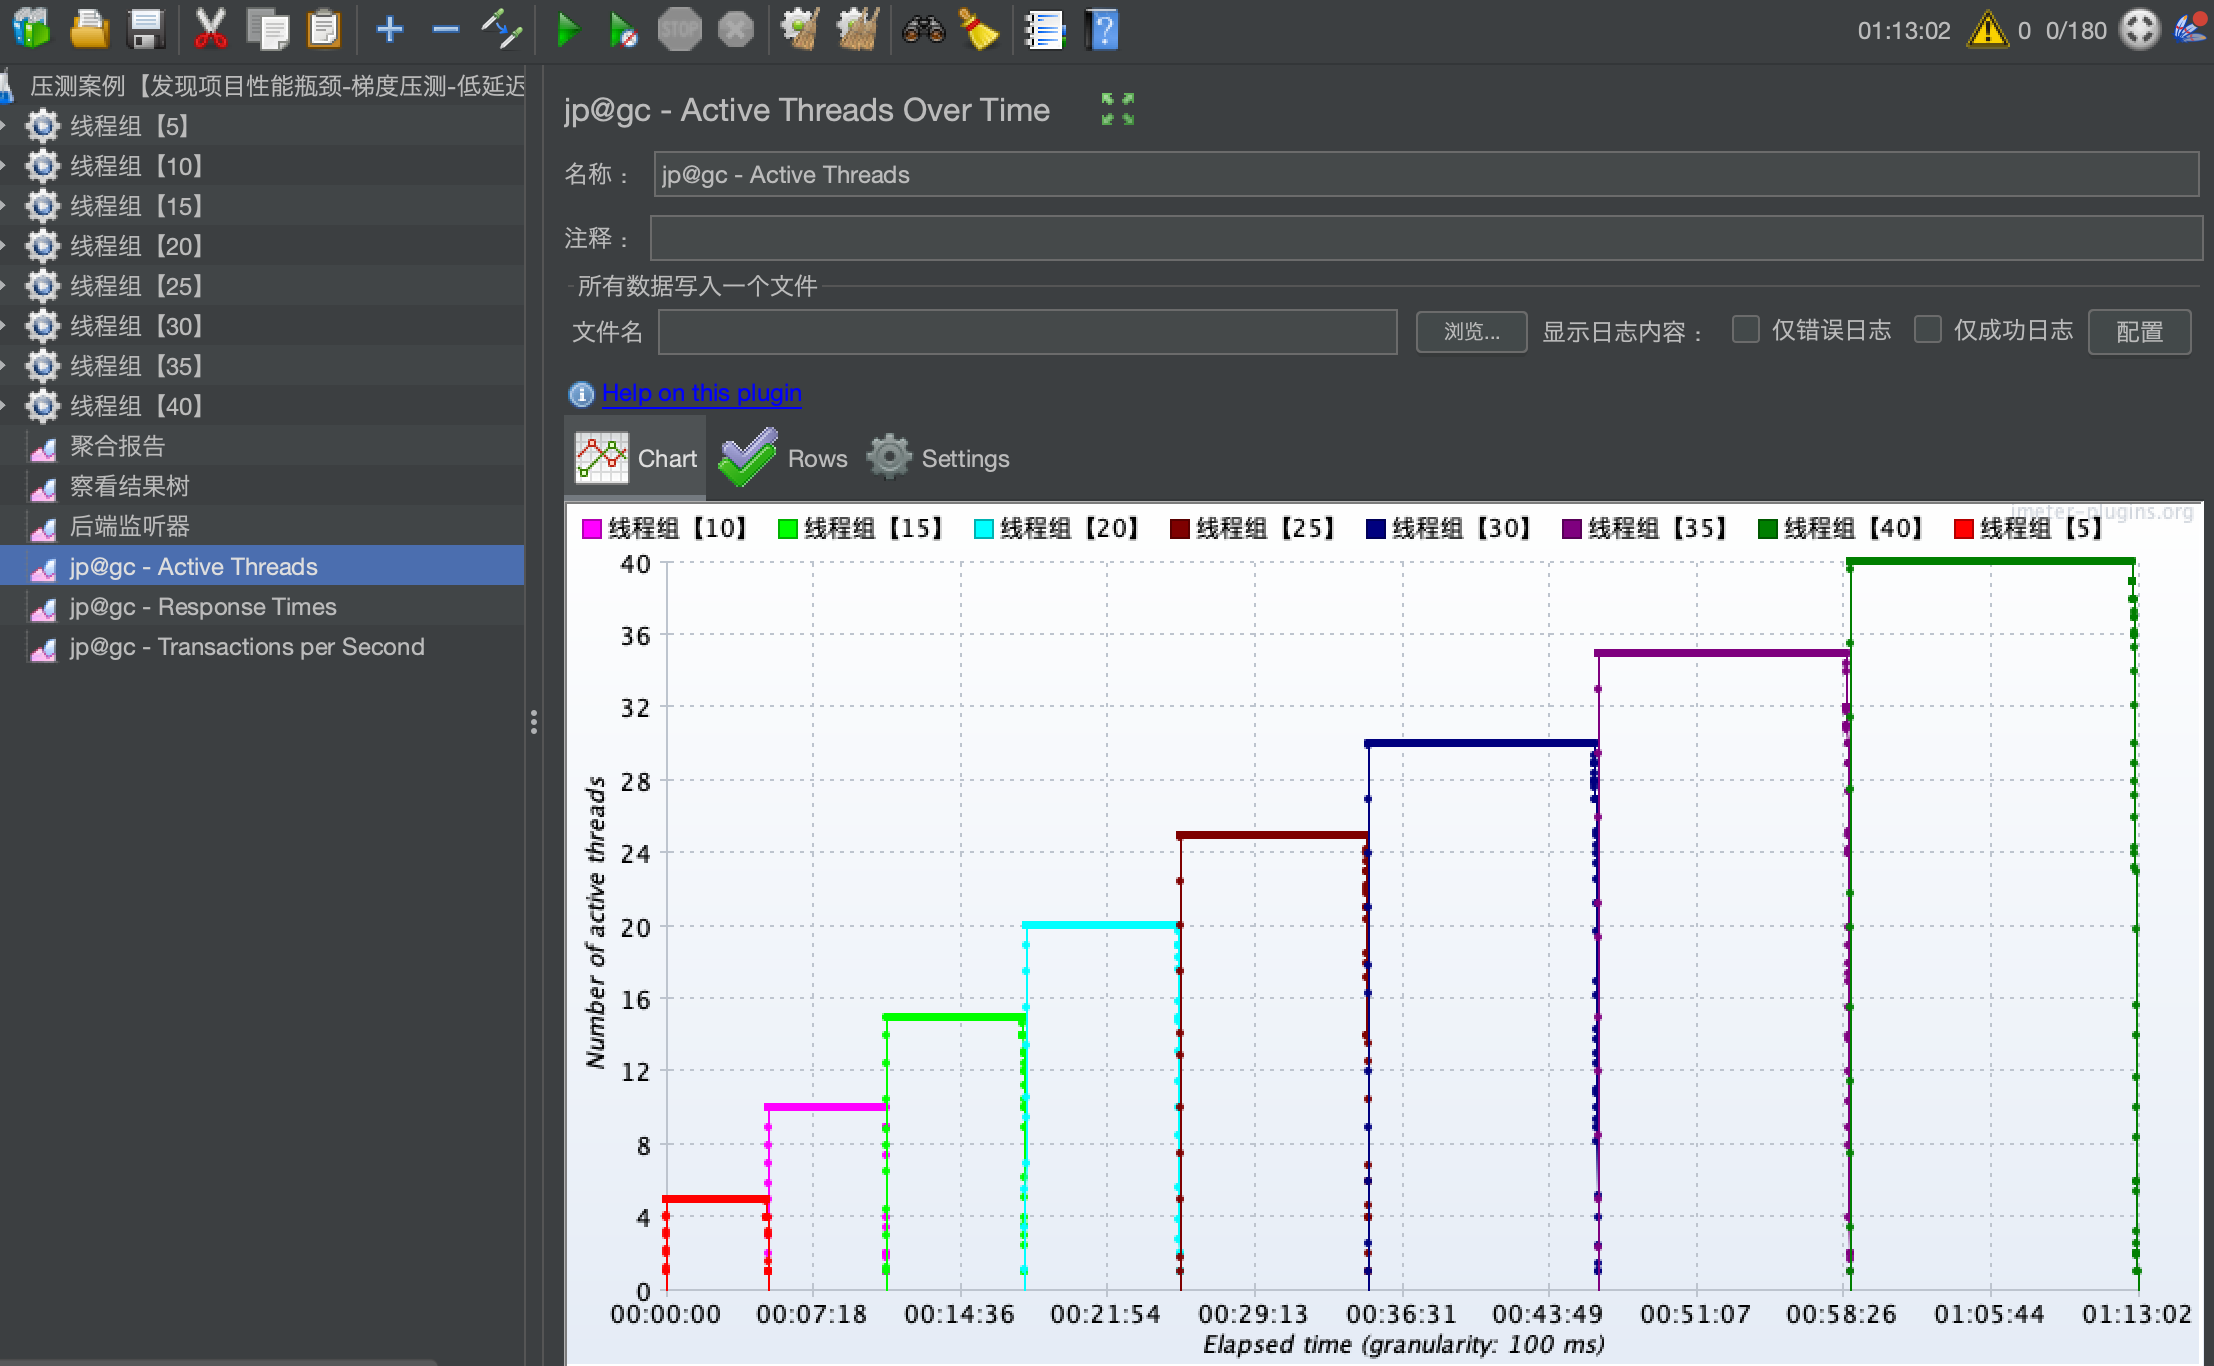 STOP
01:13:02
0
0/180
压测案例【发现项目性能瓶颈-梯度压测-低延迟
线程组【5】
线程组【10】
线程组【15】
线程组【20】
线程组【25】
线程组【30】
线程组【35】
线程组【40】
聚合报告
察看结果树
后端监听器
jp@gc - Active Threads
jp@gc - Response Times
jp@gc - Transactions per Second
jp@gc - Active Threads Over Time
名称：
jp@gc - Active Threads
注释：
所有数据写入一个文件
文件名
浏览...
显示日志内容：
仅错误日志
仅成功日志
配置
Help on this plugin
Chart
Rows
Settings
jmeter-plugins.org
线程组【10】
线程组【15】
线程组【20】
线程组【25】
线程组【30】
线程组【35】
线程组【40】
线程组【5】
40
36
32
28
24
20
16
12
8
4
0
Number of active threads
00:00:00
00:07:18
00:14:36
00:21:54
00:29:13
00:36:31
00:43:49
00:51:07
00:58:26
01:05:44
01:13:02
Elapsed time (granularity: 100 ms)